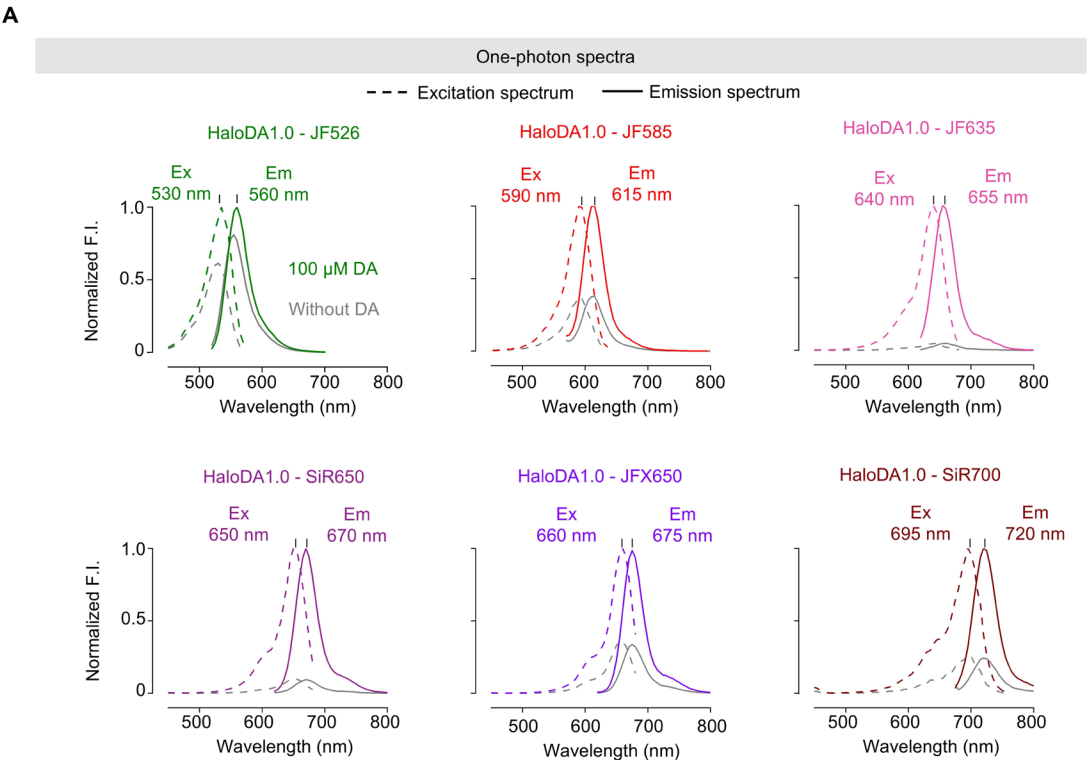 A
One-photon spectra
Excitation spectrum Emission spectrum
HaloDA1.0 - JF526
Ex Em
530 nm 560 nm
Normalized F.I.
1.0
0.5
0
100 µM DA
Without DA
500 600 700 800
Wavelength (nm)
HaloDA1.0 - JF585
Ex Em
590 nm 615 nm
500 600 700 800
Wavelength (nm)
HaloDA1.0 - JF635
Ex Em
640 nm 655 nm
500 600 700 800
Wavelength (nm)
HaloDA1.0 - SiR650
Ex Em
650 nm 670 nm
Normalized F.I.
1.0
0.5
0
500 600 700 800
Wavelength (nm)
HaloDA1.0 - JFX650
Ex Em
660 nm 675 nm
500 600 700 800
Wavelength (nm)
HaloDA1.0 - SiR700
Ex Em
695 nm 720 nm
500 600 700 800
Wavelength (nm)